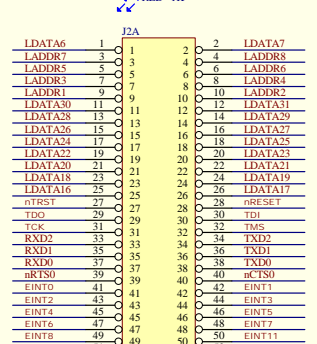 J2A
LDATA6 1 1 2 2 LDATA7
LADDR7 3 3 4 4 LADDR8
LADDR5 5 5 6 6 LADDR6
LADDR3 7 7 8 8 LADDR4
LADDR1 9 9 10 10 LADDR2
LDATA30 11 11 12 12 LDATA31
LDATA28 13 13 14 14 LDATA29
LDATA26 15 15 16 16 LDATA27
LDATA24 17 17 18 18 LDATA25
LDATA22 19 19 20 20 LDATA23
LDATA20 21 21 22 22 LDATA21
LDATA18 23 23 24 24 LDATA19
LDATA16 25 25 26 26 LDATA17
nTRST 27 27 28 28 nRESET
TDO 29 29 30 30 TDI
TCK 31 31 32 32 TMS
RXD2 33 33 34 34 TXD2
RXD1 35 35 36 36 TXD1
RXD0 37 37 38 38 TXD0
nRTS0 39 39 40 40 nCTS0
EINT0 41 41 42 42 EINT1
EINT2 43 43 44 44 EINT3
EINT4 45 45 46 46 EINT5
EINT6 47 47 48 48 EINT7
EINT8 49 49 50 50 EINT11